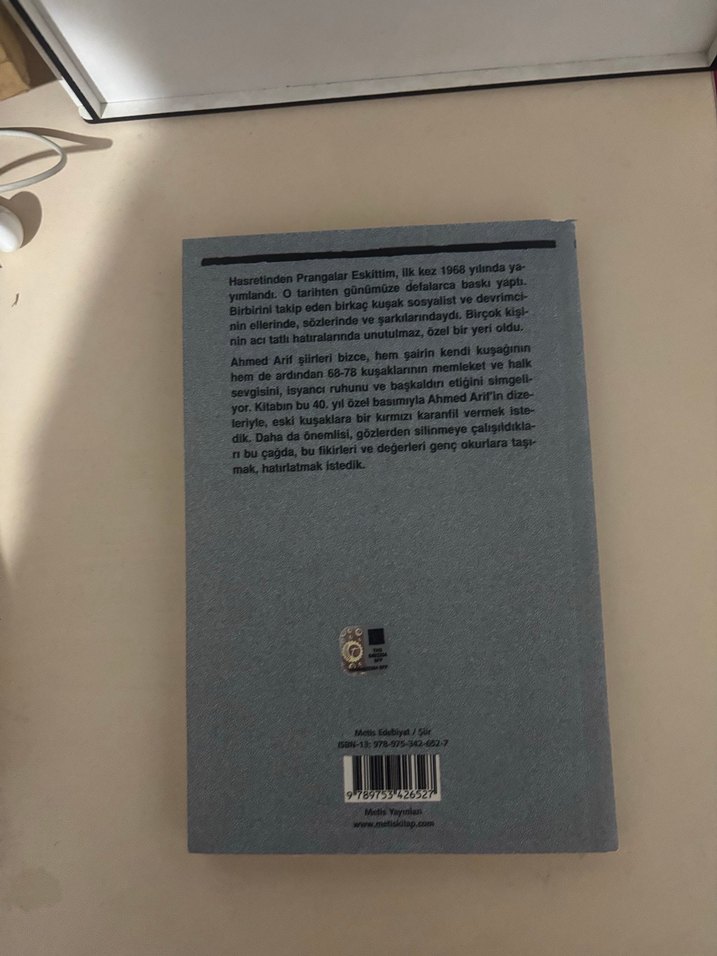 Hasretinden Prangalar Eskittim, ilk kez 1968 yılında ya-
yımlandı. O tarihten günümüze defalarca baskı yaptı.
Birbirini takip eden birkaç kuşak sosyalist ve devrimci-
nin ellerinde, sözlerinde ve şarkılarındaydı. Birçok kişi-
nin acı tatlı hatıralarında unutulmaz, özel bir yeri oldu.
Ahmed Arif şiirleri bizce, hem şairin kendi kuşağının
hem de ardından 68-78 kuşaklarının memleket ve halk
sevgisini, isyancı ruhunu ve başkaldırı etiğini simgeli-
yor. Kitabın bu 40. yıl özel basımıyla Ahmed Arif'in dize-
leriyle, eski kuşaklara bir kırmızı karanfil vermek iste-
dik. Daha da önemlisi, gözlerden silinmeye çalışıldıkla-
rı bu çağda, bu fikirleri ve değerleri genç okurlara taşı-
mak, hatırlatmak istedik.
Metis Edebiyat / Şiir
ISBN-13: 978-975-342-652-7
9 789753 426527
Metis Yayınları
www.metiskitap.com